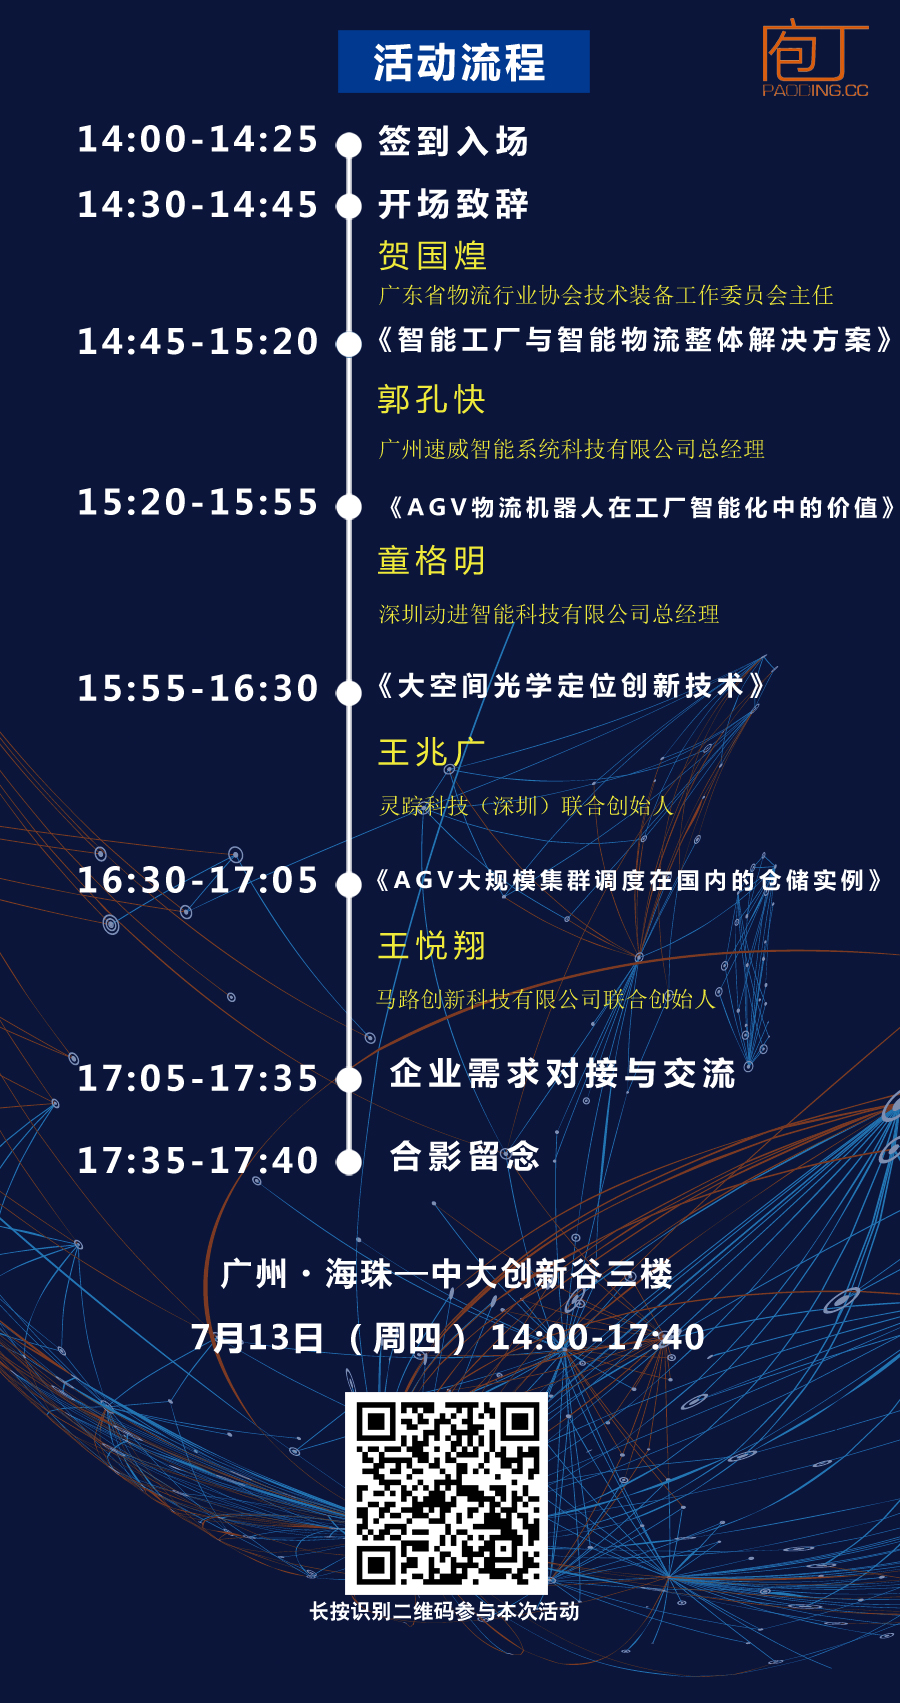 活动流程
庖丁
PAODING.CC
14:00-14:25 签到入场
14:30-14:45 开场致辞
贺国煌
广东省物流行业协会技术装备工作委员会主任
14:45-15:20 《智能工厂与智能物流整体解决方案》
郭孔快
广州速威智能系统科技有限公司总经理
15:20-15:55 《AGV物流机器人在工厂智能化中的价值》
童格明
深圳动进智能科技有限公司总经理
15:55-16:30 《大空间光学定位创新技术》
王兆广
灵踪科技（深圳）联合创始人
16:30-17:05 《AGV大规模集群调度在国内的仓储实例》
王悦翔
马路创新科技有限公司联合创始人
17:05-17:35 企业需求对接与交流
17:35-17:40 合影留念
广州·海珠—中大创新谷三楼
7月13日（周四）14:00-17:40
长按识别二维码参与本次活动